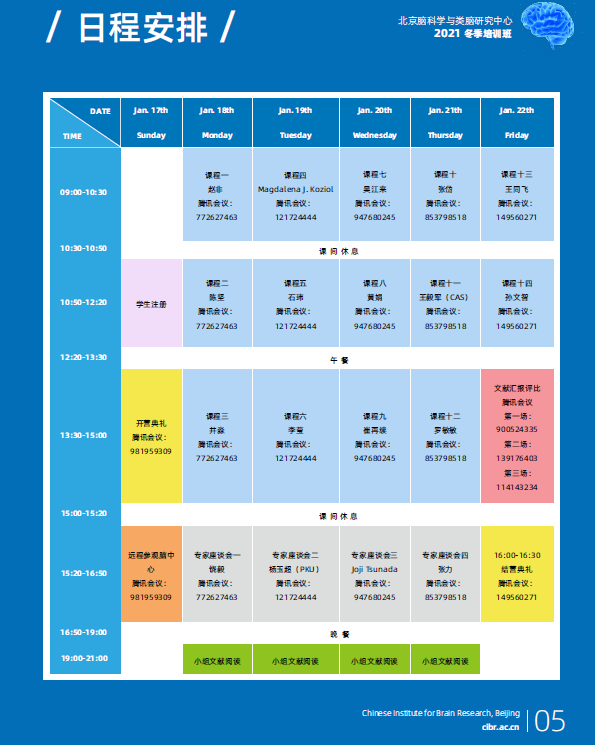 / 日程安排 /
北京脑科学与类脑研究中心
2021 冬季培训班
DATE
TIME
Jan. 17th
Sunday
Jan. 18th
Monday
Jan. 19th
Tuesday
Jan. 20th
Wednesday
Jan. 21th
Thursday
Jan. 22th
Friday
09:00-10:30
课程一
赵非
腾讯会议：
772627463
课程四
Magdalena J. Koziol
腾讯会议：
121724444
课程七
吴江来
腾讯会议：
947680245
课程十
张岱
腾讯会议：
853798518
课程十三
王同飞
腾讯会议：
149560271
10:30-10:50
课间休息
10:50-12:20
学生注册
课程二
陈坚
腾讯会议：
772627463
课程五
石玮
腾讯会议：
121724444
课程八
黄娟
腾讯会议：
947680245
课程十一
王毅军（CAS）
腾讯会议：
853798518
课程十四
孙文智
腾讯会议：
149560271
12:20-13:30
午餐
13:30-15:00
开营典礼
腾讯会议：
981959309
课程三
井淼
腾讯会议：
772627463
课程六
李莹
腾讯会议：
121724444
课程九
崔再续
腾讯会议：
947680245
课程十二
罗敏敏
腾讯会议：
853798518
文献汇报评比
腾讯会议
第一场：
900524335
第二场：
139176403
第三场：
114143234
15:00-15:20
课间休息
15:20-16:50
远程参观脑中
心
腾讯会议：
981959309
专家座谈会一
饶毅
腾讯会议：
772627463
专家座谈会二
杨玉超（PKU）
腾讯会议：
121724444
专家座谈会三
Joji Tsunada
腾讯会议：
947680245
专家座谈会四
张力
腾讯会议：
853798518
16:00-16:30
结营典礼
腾讯会议：
149560271
16:50-19:00
晚餐
19:00-21:00
小组文献阅读
小组文献阅读
小组文献阅读
小组文献阅读
Chinese Institute for Brain Research, Beijing
cibr.ac.cn
05